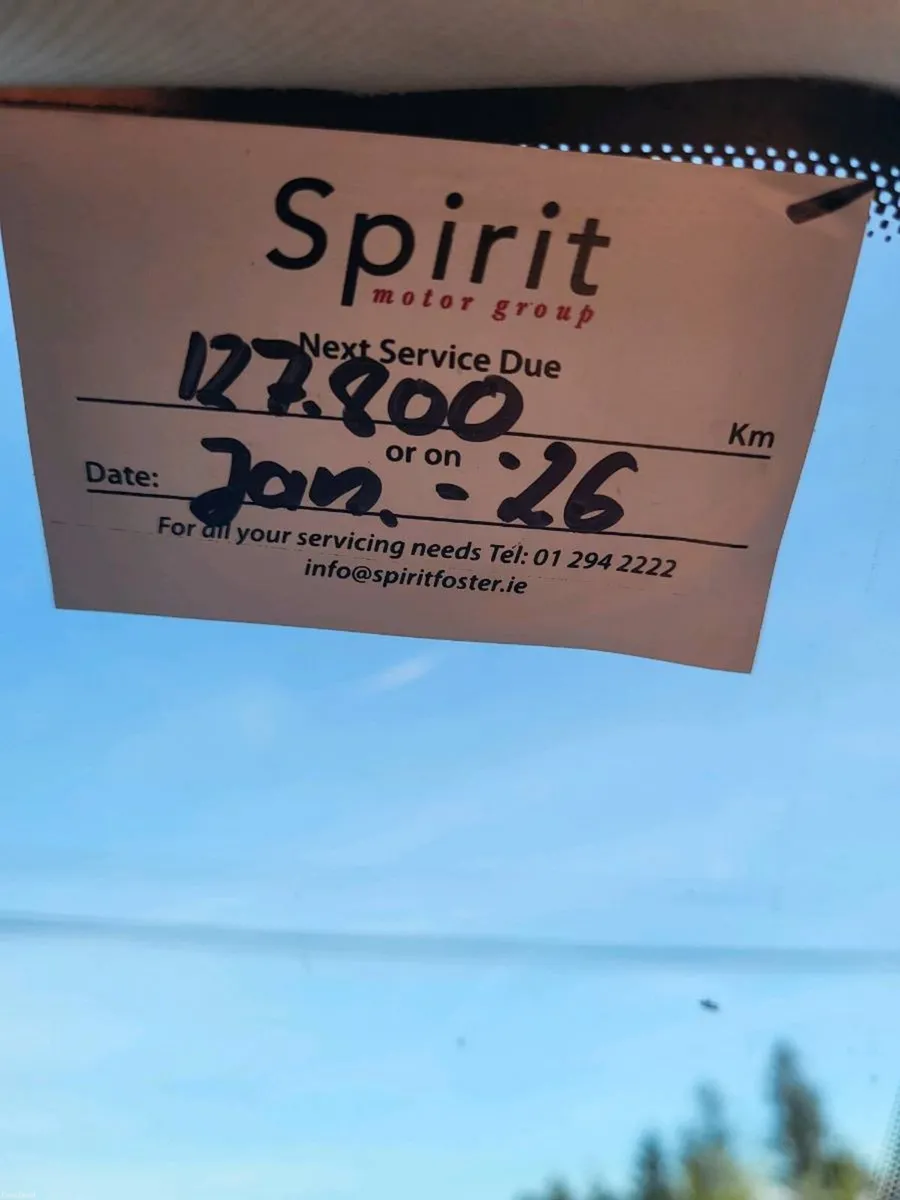 Spirit
motor group
Next Service Due
127.800 Km
or on
Date: Jan. - '26
For all your servicing needs Tel: 01 294 2222
info@spiritfoster.ie